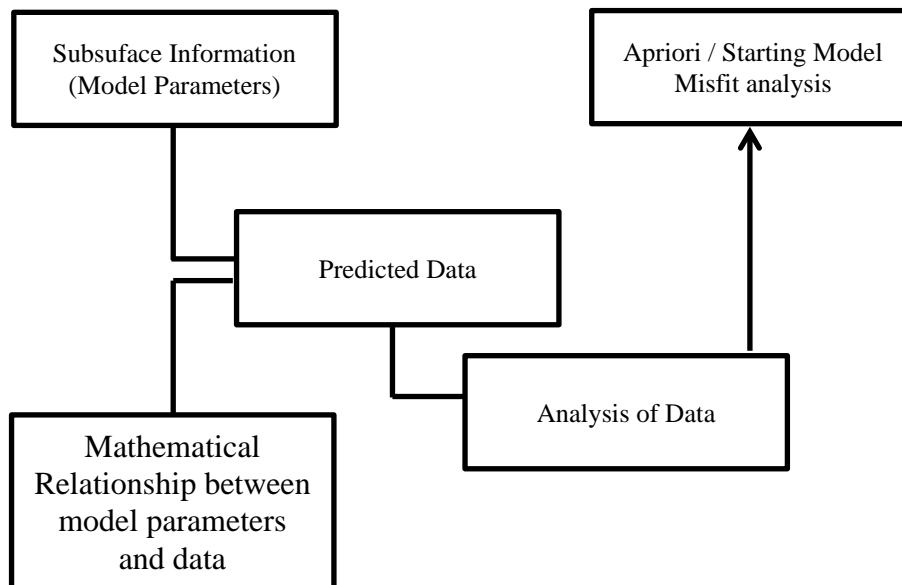 Subsuface Information
(Model Parameters)
Apriori / Starting Model
Misfit analysis
Predicted Data
Analysis of Data
Mathematical
Relationship between
model parameters
and data